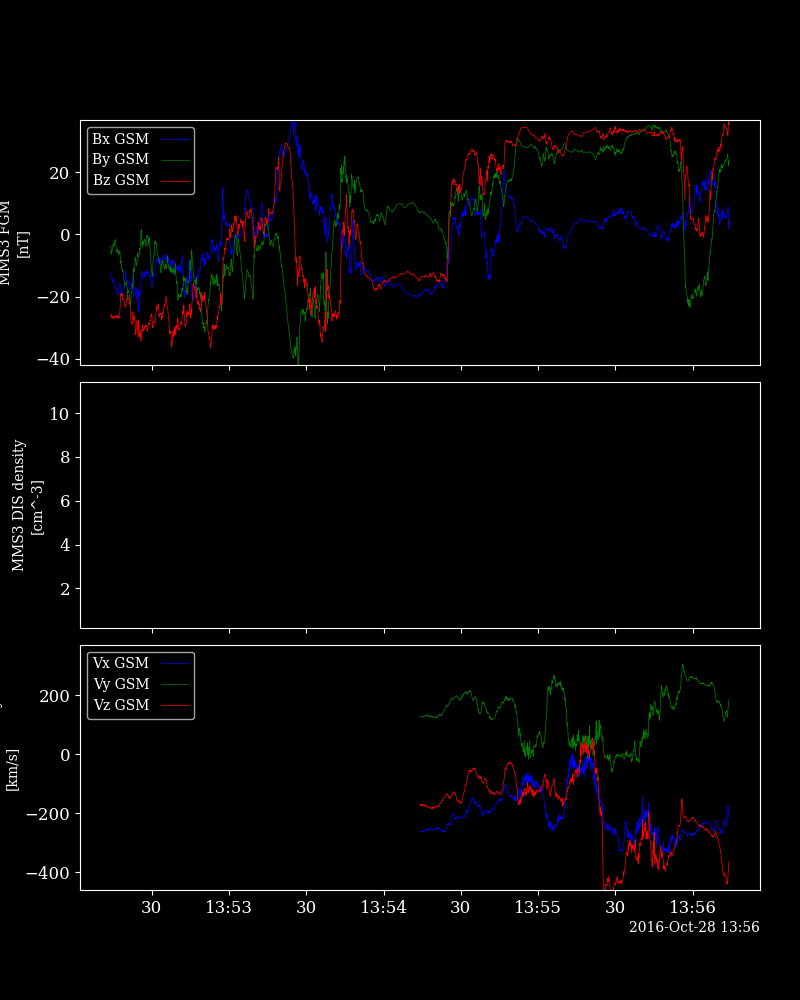 Bx GSM
By GSM
Bz GSM
20
0
−20
−40
MMS3 FGM
[nT]
10
8
6
4
2
MMS3 DIS density
[cm^-3]
Vx GSM
Vy GSM
Vz GSM
200
0
−200
−400
[km/s]
30
13:53
30
13:54
30
13:55
30
13:56
2016-Oct-28 13:56